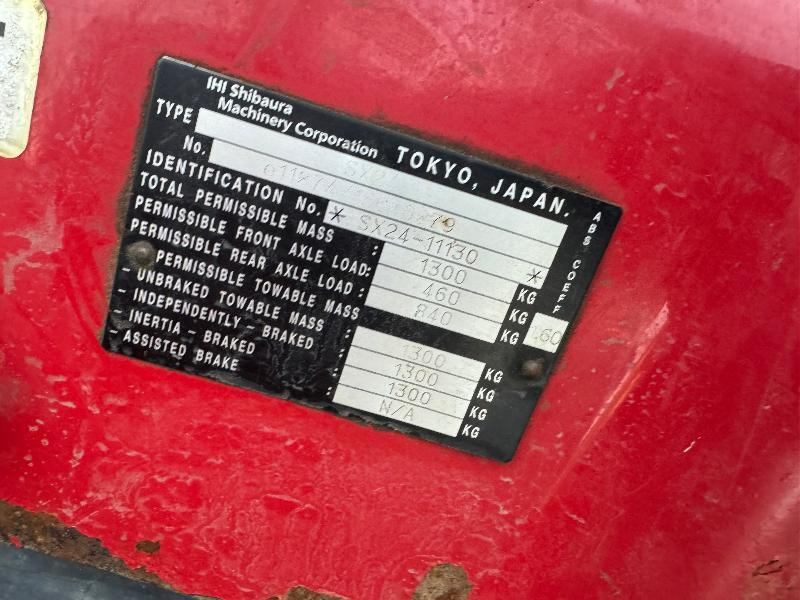 IHI Shibaura
Machinery Corporation TOKYO, JAPAN.
TYPE
No.
IDENTIFICATION No. * SX24-11130 *
TOTAL PERMISSIBLE MASS : 1300 KG
PERMISSIBLE FRONT AXLE LOAD: 460 KG
PERMISSIBLE REAR AXLE LOAD : 840 KG
PERMISSIBLE TOWABLE MASS
- UNBRAKED TOWABLE MASS : 1300 KG
- INDEPENDENTLY - BRAKED : 1300 KG
- INERTIA - BRAKED : 1300 KG
- ASSISTED BRAKE : N/A KG
ABS. COEFF